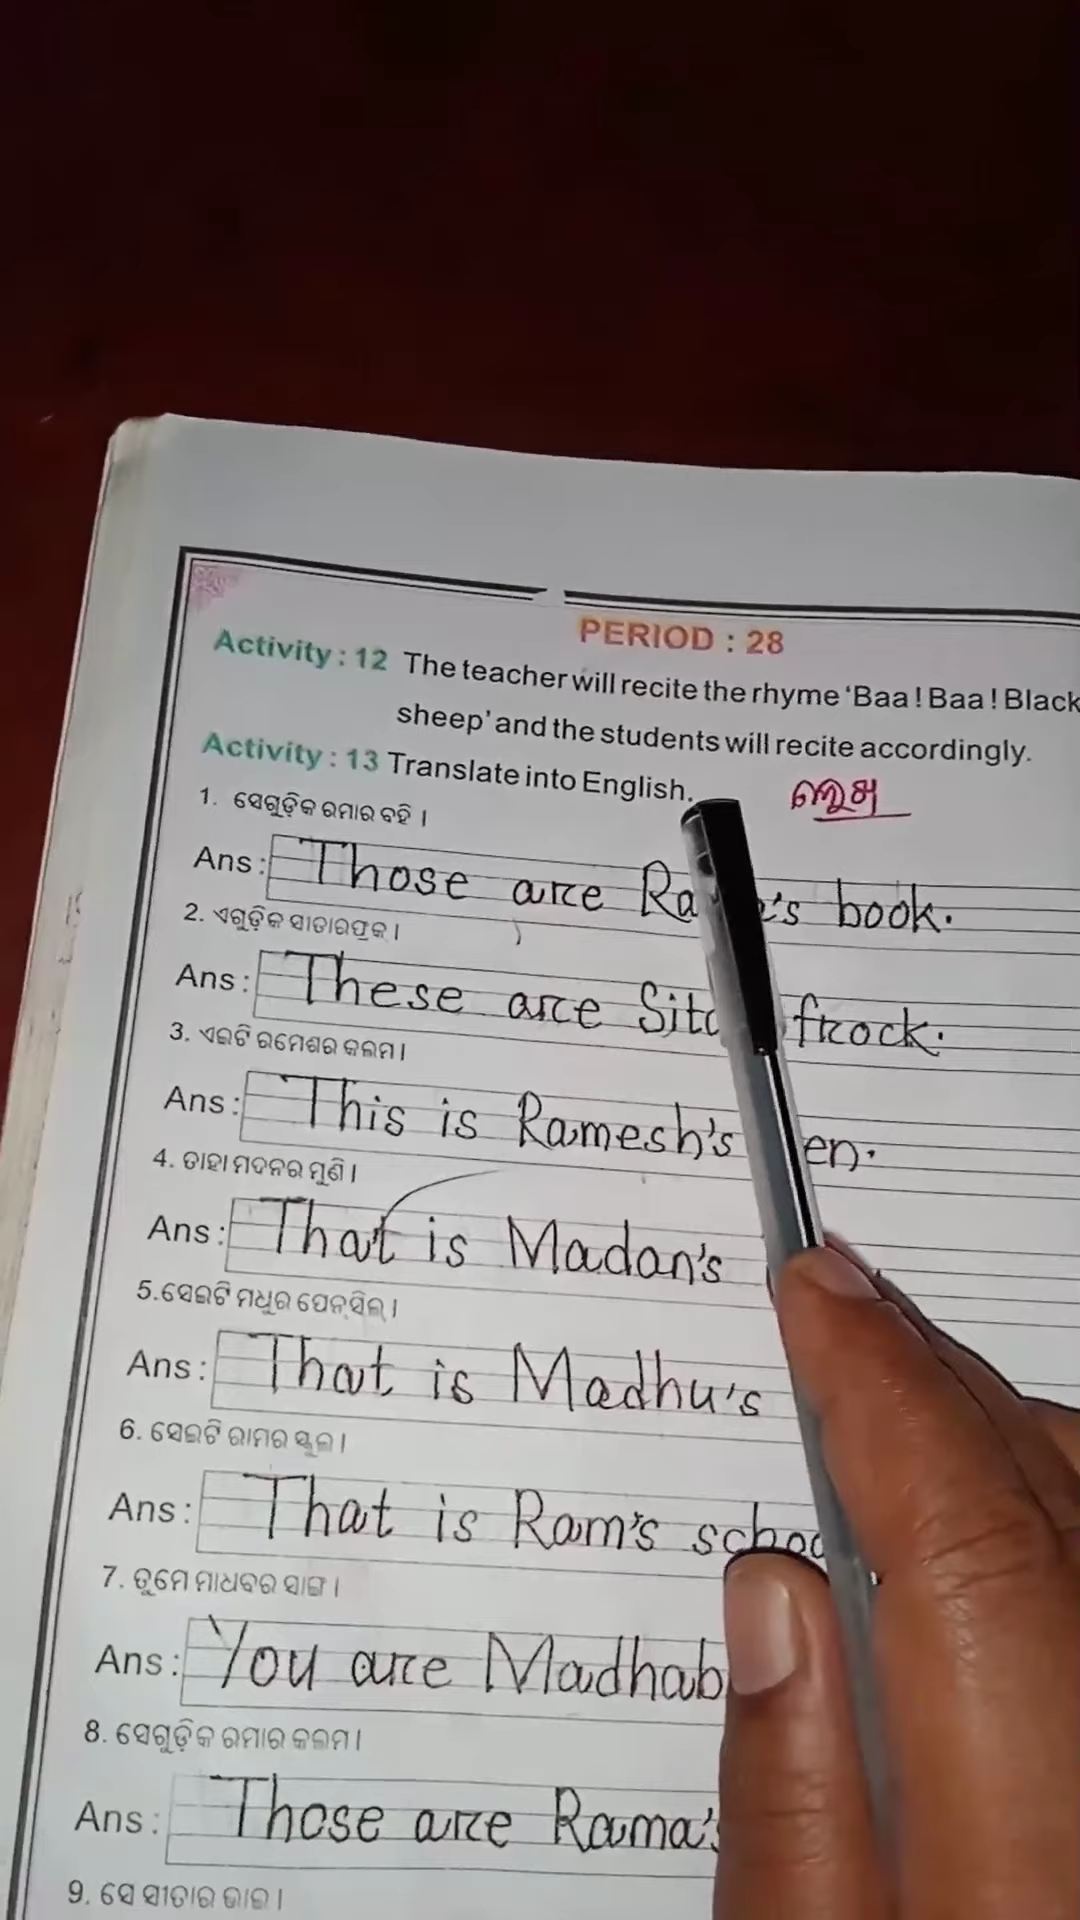 PERIOD : 28
Activity : 12 The teacher will recite the rhyme ‘Baa ! Baa ! Black
sheep’ and the students will recite accordingly.
Activity : 13 Translate into English.
1. ସେଗୁଡ଼ିକ ରମାର ବହି ।
Ans : Those are book.
2. ଏଗୁଡ଼ିକ ସୀତାରଫ୍ରକ୍ ।
Ans : These are frock.
3. ଏଇଟି ରମେଶର କଲମ ।
Ans : This is Ramesh's
4. ତାହା ମଦନର ମୁଣି ।
Ans : That is Madan's
5.ସେଇଟି ମଧୁର ପେନ୍‌ସିଲ୍ ।
Ans : That is Madhu's
6. ସେଇଟି ରାମର ସ୍କୁଲ ।
Ans : That is Ram's
7. ତୁମେ ମାଧବର ସାଙ୍ଗ ।
Ans : You are Madhab
8. ସେଗୁଡ଼ିକ ରମାର କଲମ ।
Ans : Those are Rama's
9. ସେ ସୀତାର ଭାଇ ।